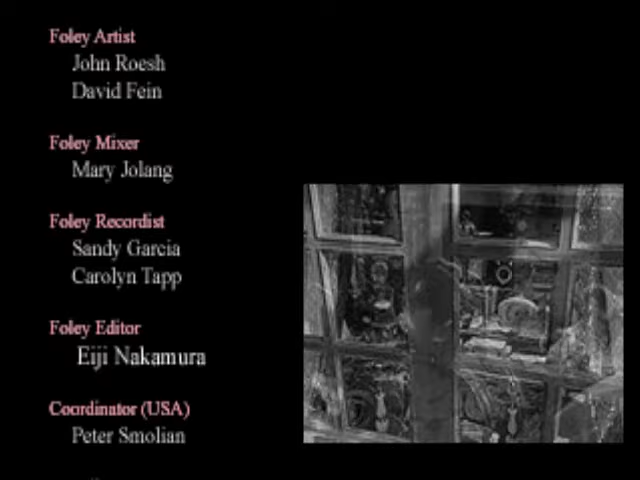 Foley Artist
John Roesh
David Fein
Foley Mixer
Mary Jolang
Foley Recordist
Sandy Garcia
Carolyn Tapp
Foley Editor
Eiji Nakamura
Coordinator (USA)
Peter Smolian